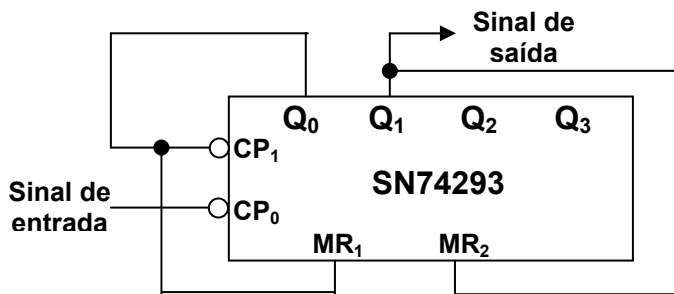 Sinal de
saída
Q0 Q1 Q2 Q3
CP1
SN74293
Sinal de
entrada
CP0
MR1 MR2